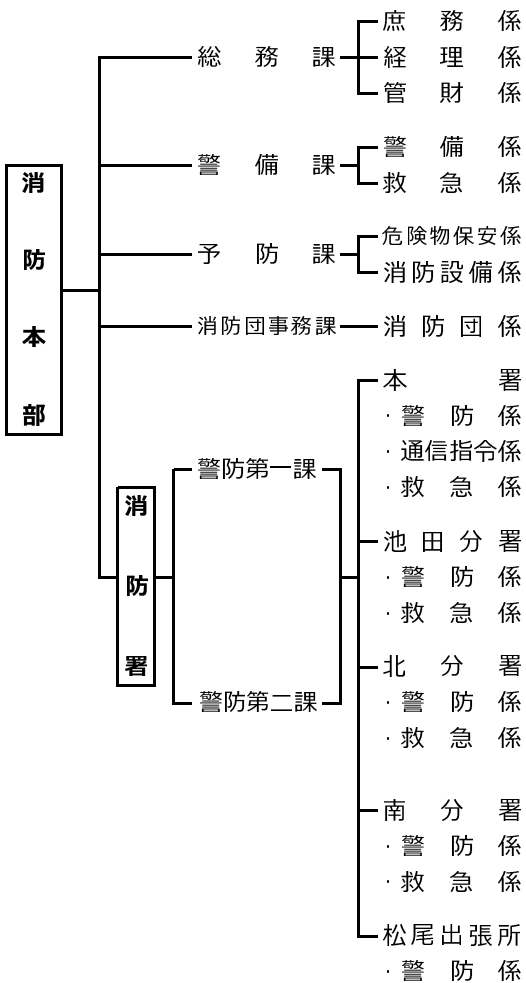 消防本部
総務課
庶務係
経理係
管財係
警備課
警備係
救急係
予防課
危険物保安係
消防設備係
消防団事務課
消防団係
消防署
警防第一課
警防第二課
本署
・警防係
・通信指令係
・救急係
池田分署
・警防係
・救急係
北分署
・警防係
・救急係
南分署
・警防係
・救急係
松尾出張所
・警防係